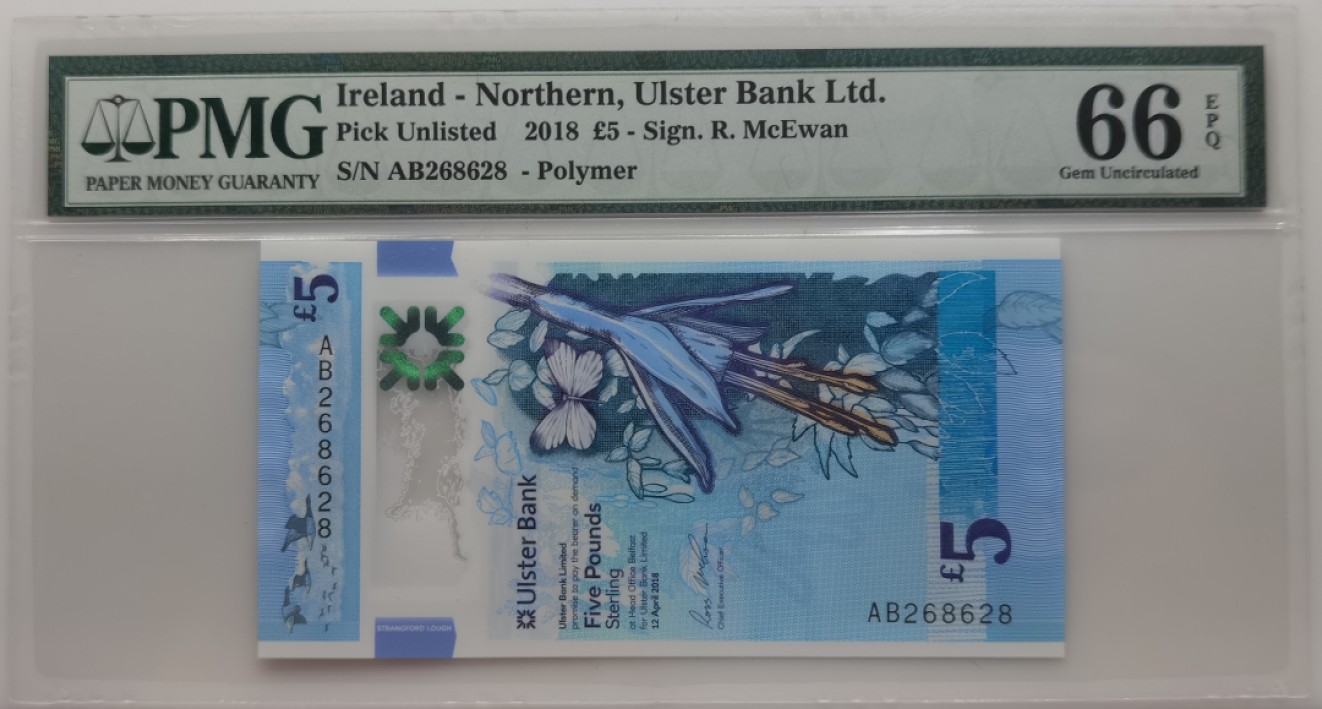 PMG
PAPER MONEY GUARANTY
Ireland - Northern, Ulster Bank Ltd.
Pick Unlisted 2018 £5 - Sign. R. McEwan
S/N AB268628 - Polymer
66
EPQ
Gem Uncirculated
£5
AB268628
STRANGFORD LOUGH
Ulster Bank
Ulster Bank Limited
promise to pay the bearer on demand
Five Pounds
Sterling
at Head Office Belfast
for Ulster Bank Limited
12 April 2018
Ross McEwan
Chief Executive Officer
£5
AB268628